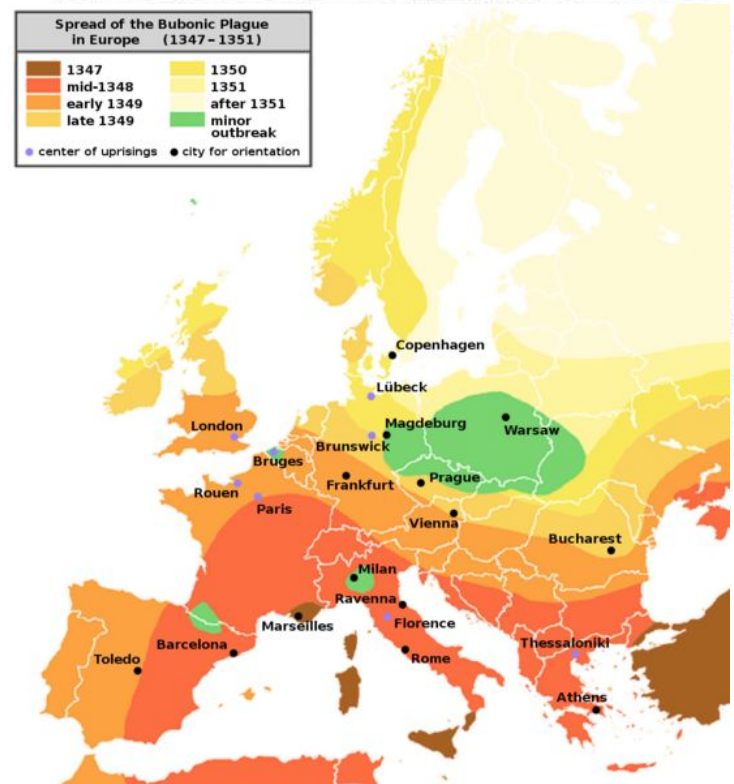 Spread of the Bubonic Plague
in Europe (1347–1351)
1347
mid-1348
early 1349
late 1349
1350
1351
after 1351
minor
outbreak
center of uprisings
city for orientation
Copenhagen
Lübeck
Magdeburg
Warsaw
London
Brunswick
Bruges
Frankfurt
Prague
Rouen
Paris
Vienna
Bucharest
Milan
Ravenna
Marseilles
Florence
Barcelona
Thessaloniki
Toledo
Rome
Athens